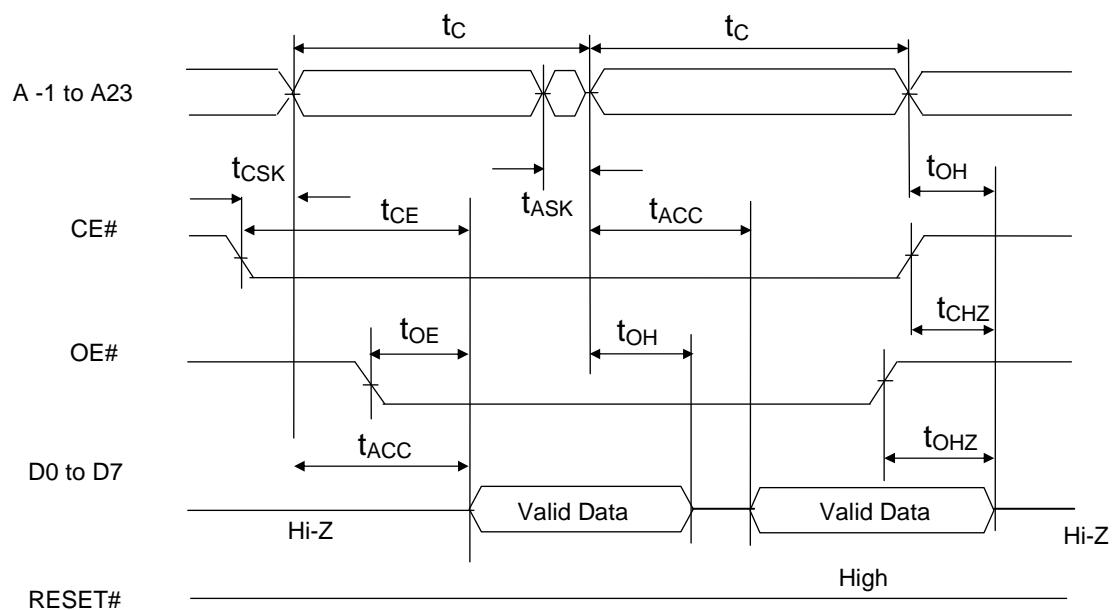 tC tC
A -1 to A23
tCSK tOH
tCE tASK tACC
CE#
tCHZ
tOE tOH
OE#
tACC tOHZ
D0 to D7
Valid Data Valid Data
Hi-Z Hi-Z
High
RESET#